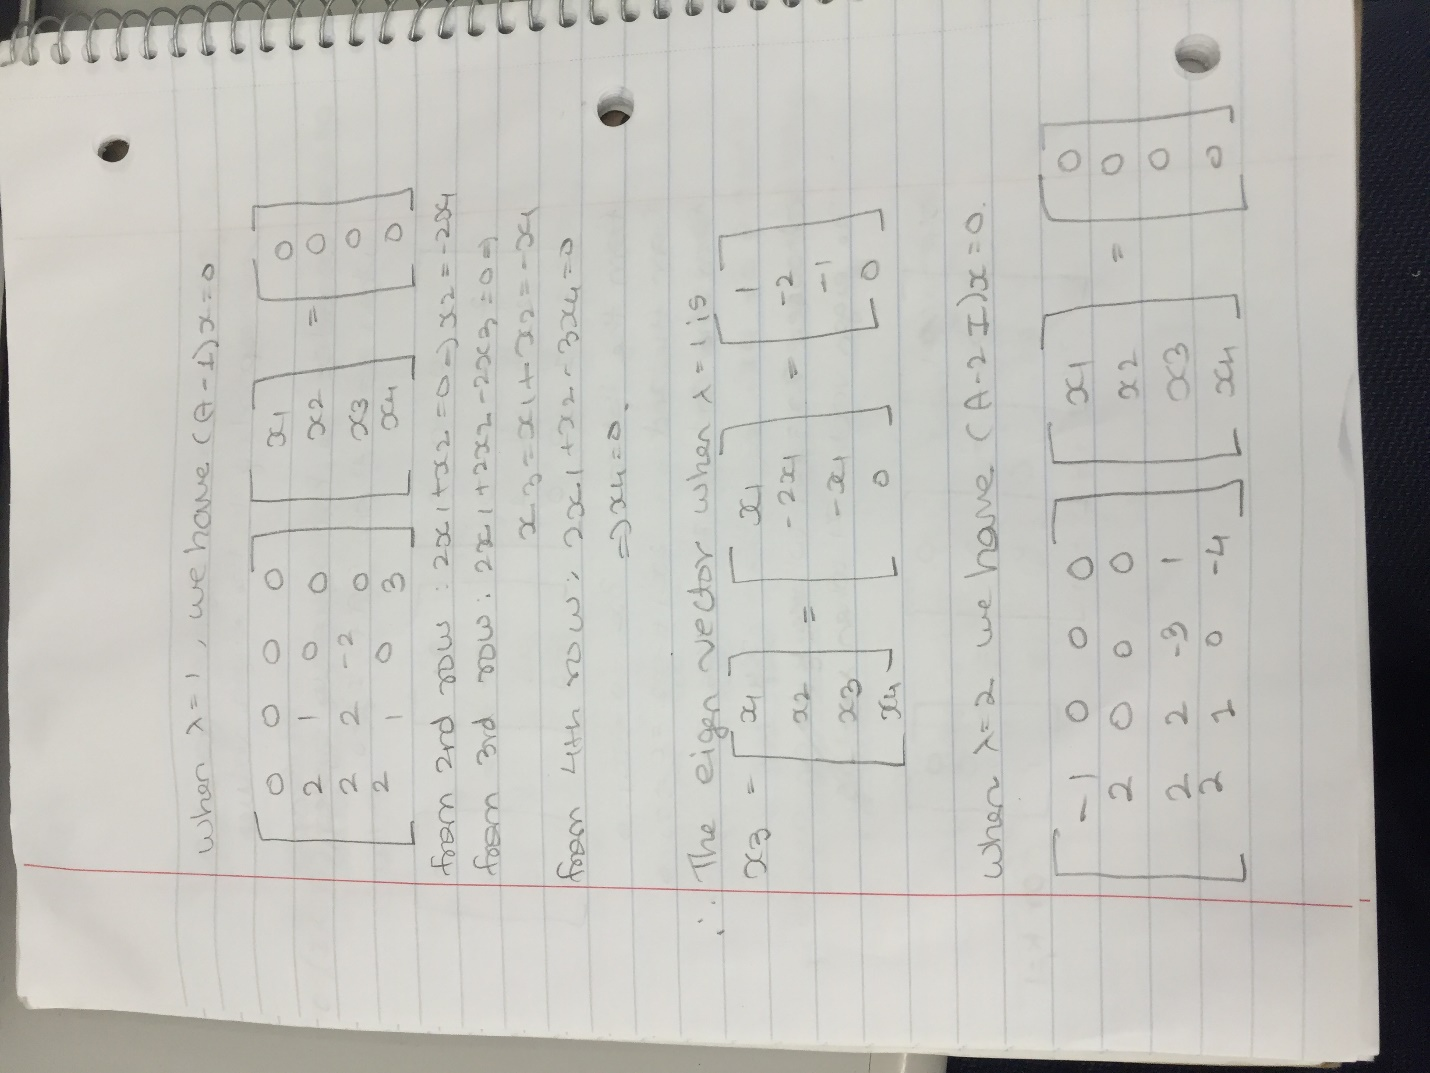 when λ=1, we have (A-I)x=0
[0 0 0 0] [x1] = [0]
[2 1 0 0] [x2] [0]
[2 2 -2 0] [x3] [0]
[2 1 0 3] [x4] [0]
from 2rd row: 2x1+x2=0=>x2=-2x1
from 3rd row: 2x1+2x2-2x3=0=>
x3=x1+x2=-x1
from 4th row: 2x1+x2-3x4=0
=>x4=0.
∴ The eigen vector when λ=1 is
x3 = [x1] = [x1] = [1]
[x2] [-2x1] [-2]
[x3] [-x1] [-1]
[x4] [0] [0]
when λ=2 we have (A-2I)x=0.
[-1 0 0 0] [x1] = [0]
[2 0 0 0] [x2] [0]
[2 2 -3 1] [x3] [0]
[2 1 0 -4] [x4] [0]